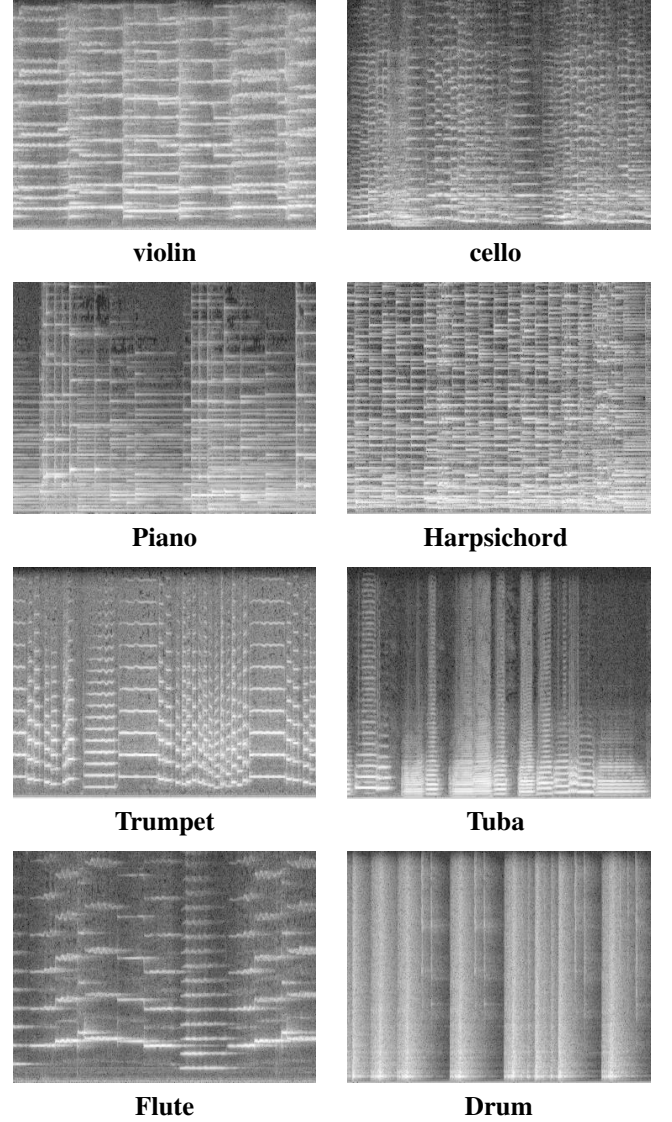 violin
cello
Piano
Harpsichord
Trumpet
Tuba
Flute
Drum